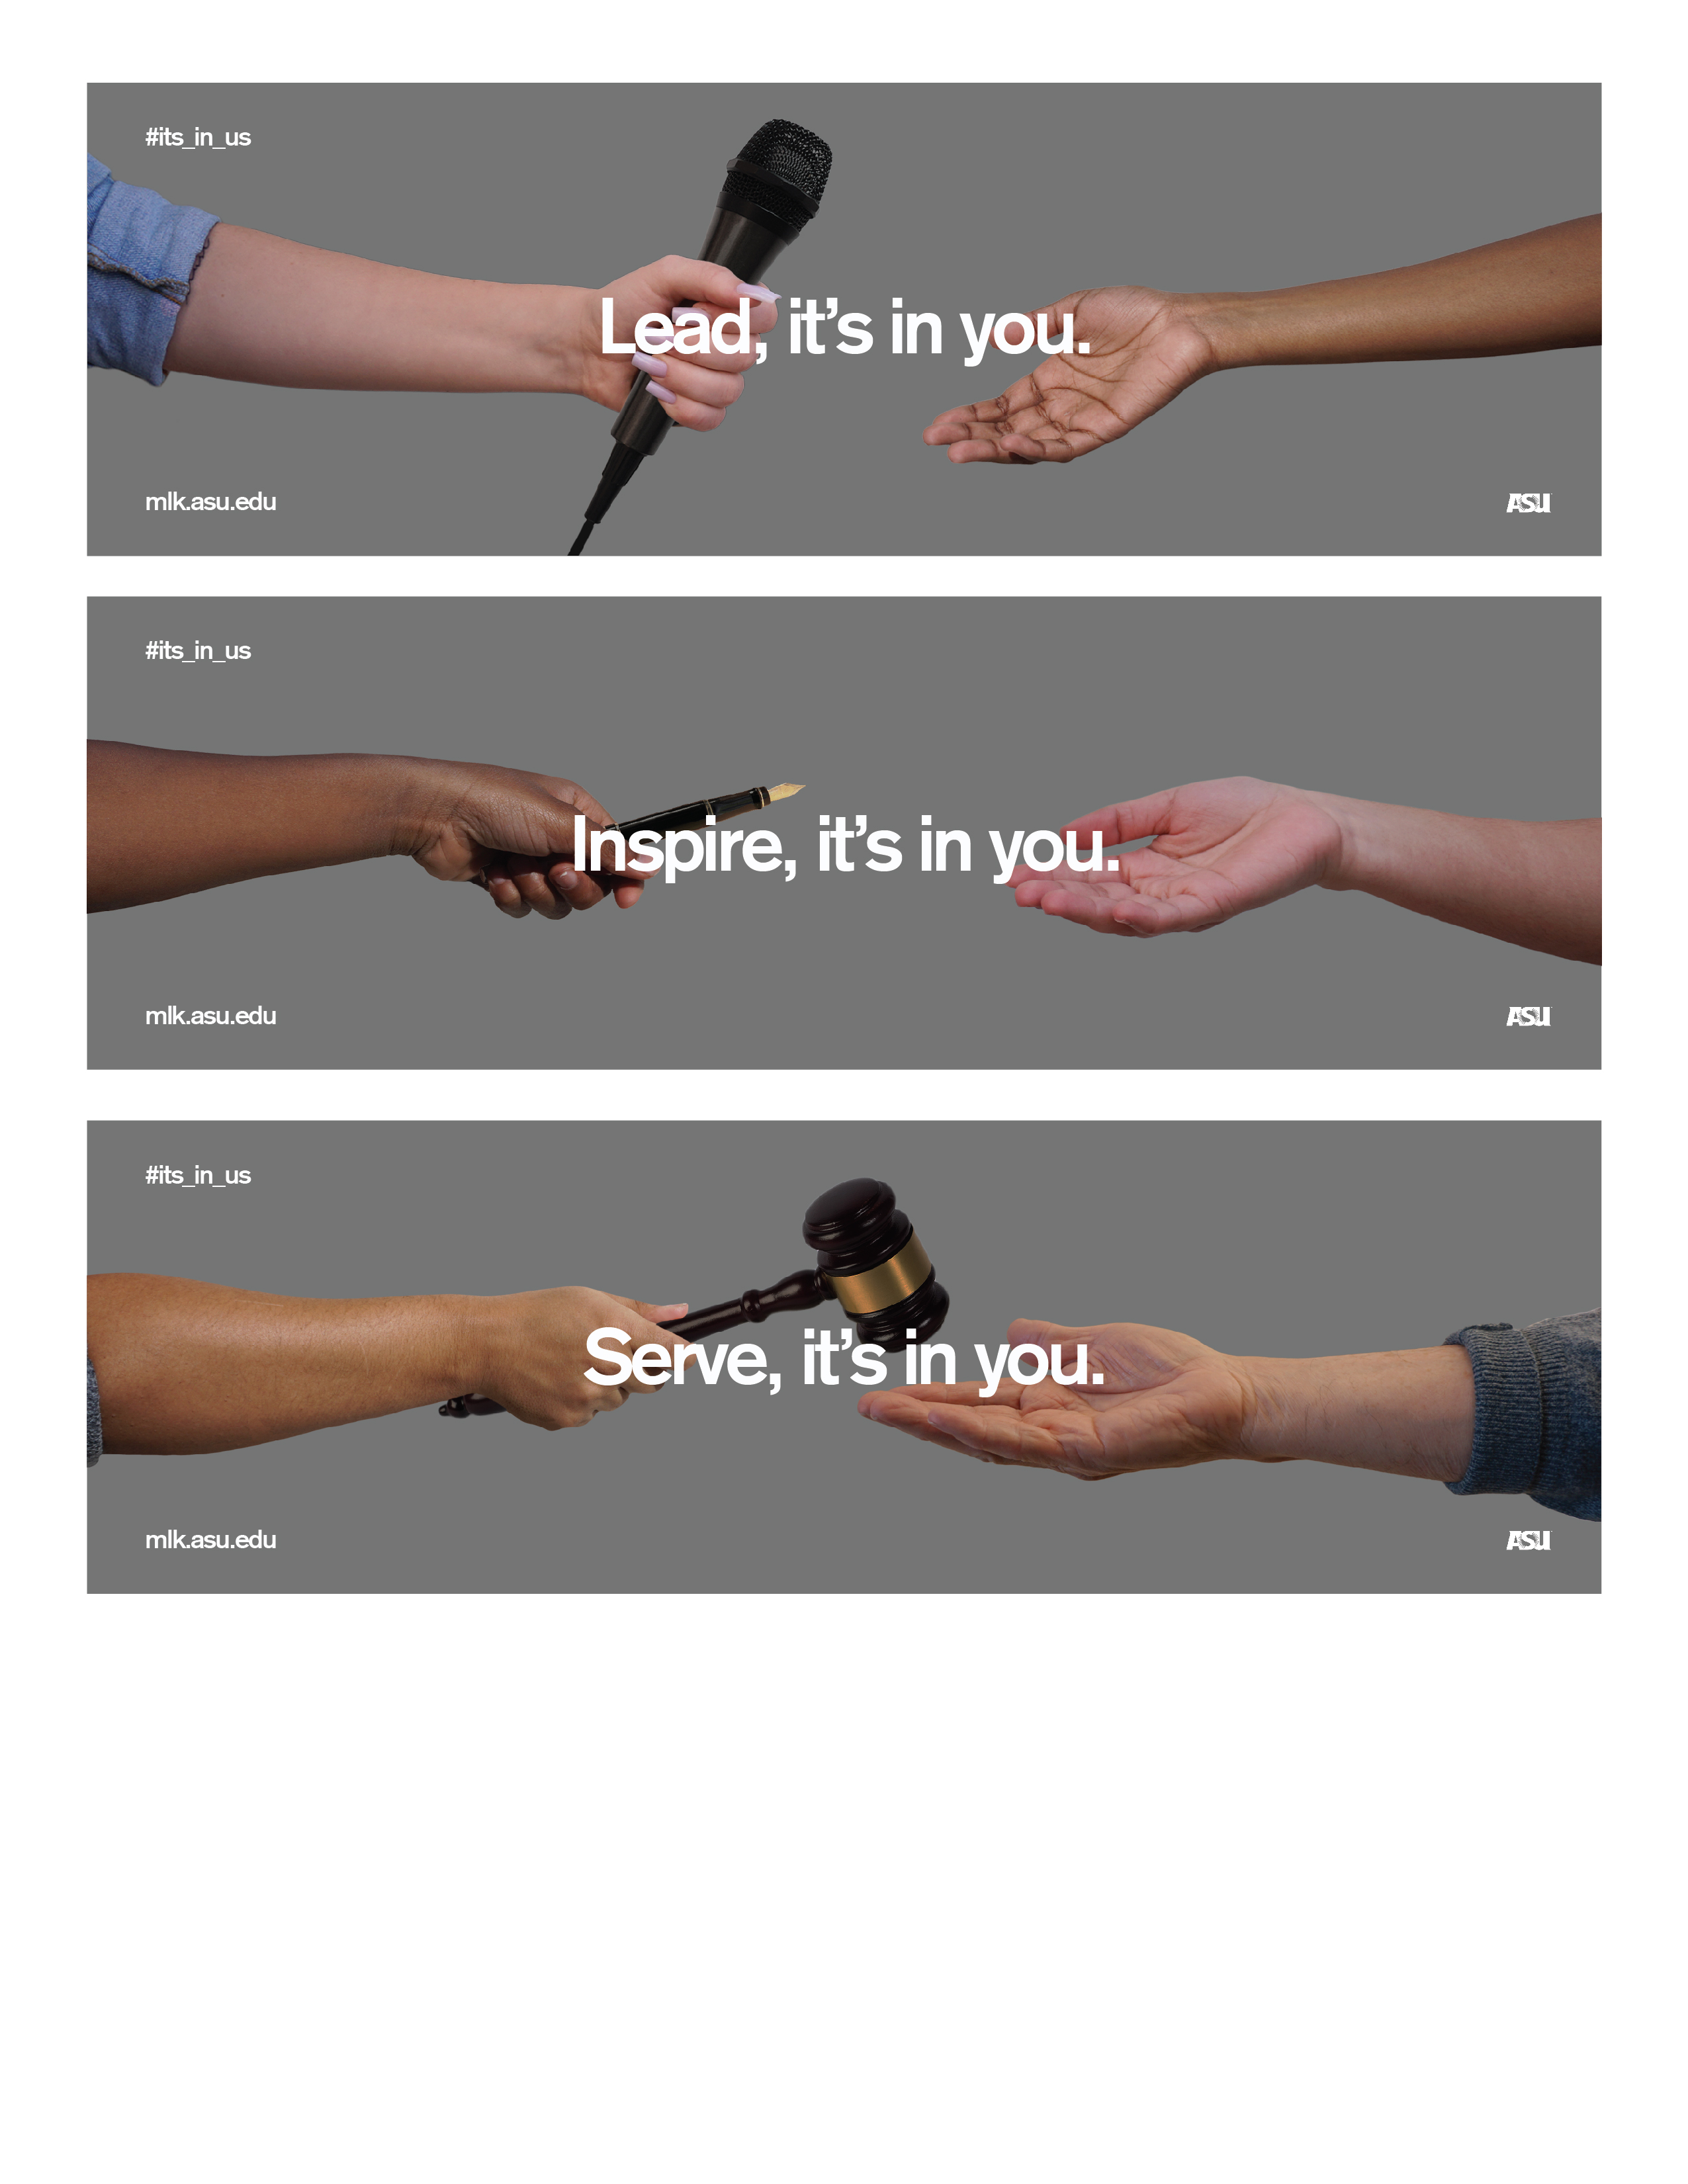 #its_in_us
Lead, it’s in you.
mlk.asu.edu
ASU
#its_in_us
Inspire, it’s in you.
mlk.asu.edu
ASU
#its_in_us
Serve, it’s in you.
mlk.asu.edu
ASU